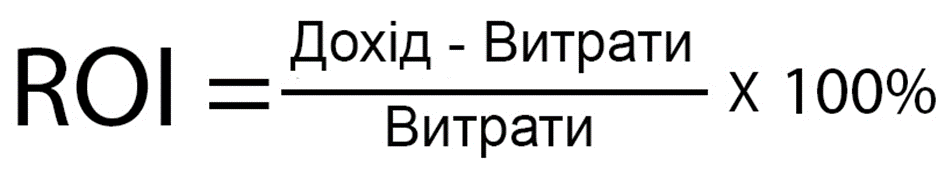 Дохід - Витрати
ROI = X 100%
Витрати